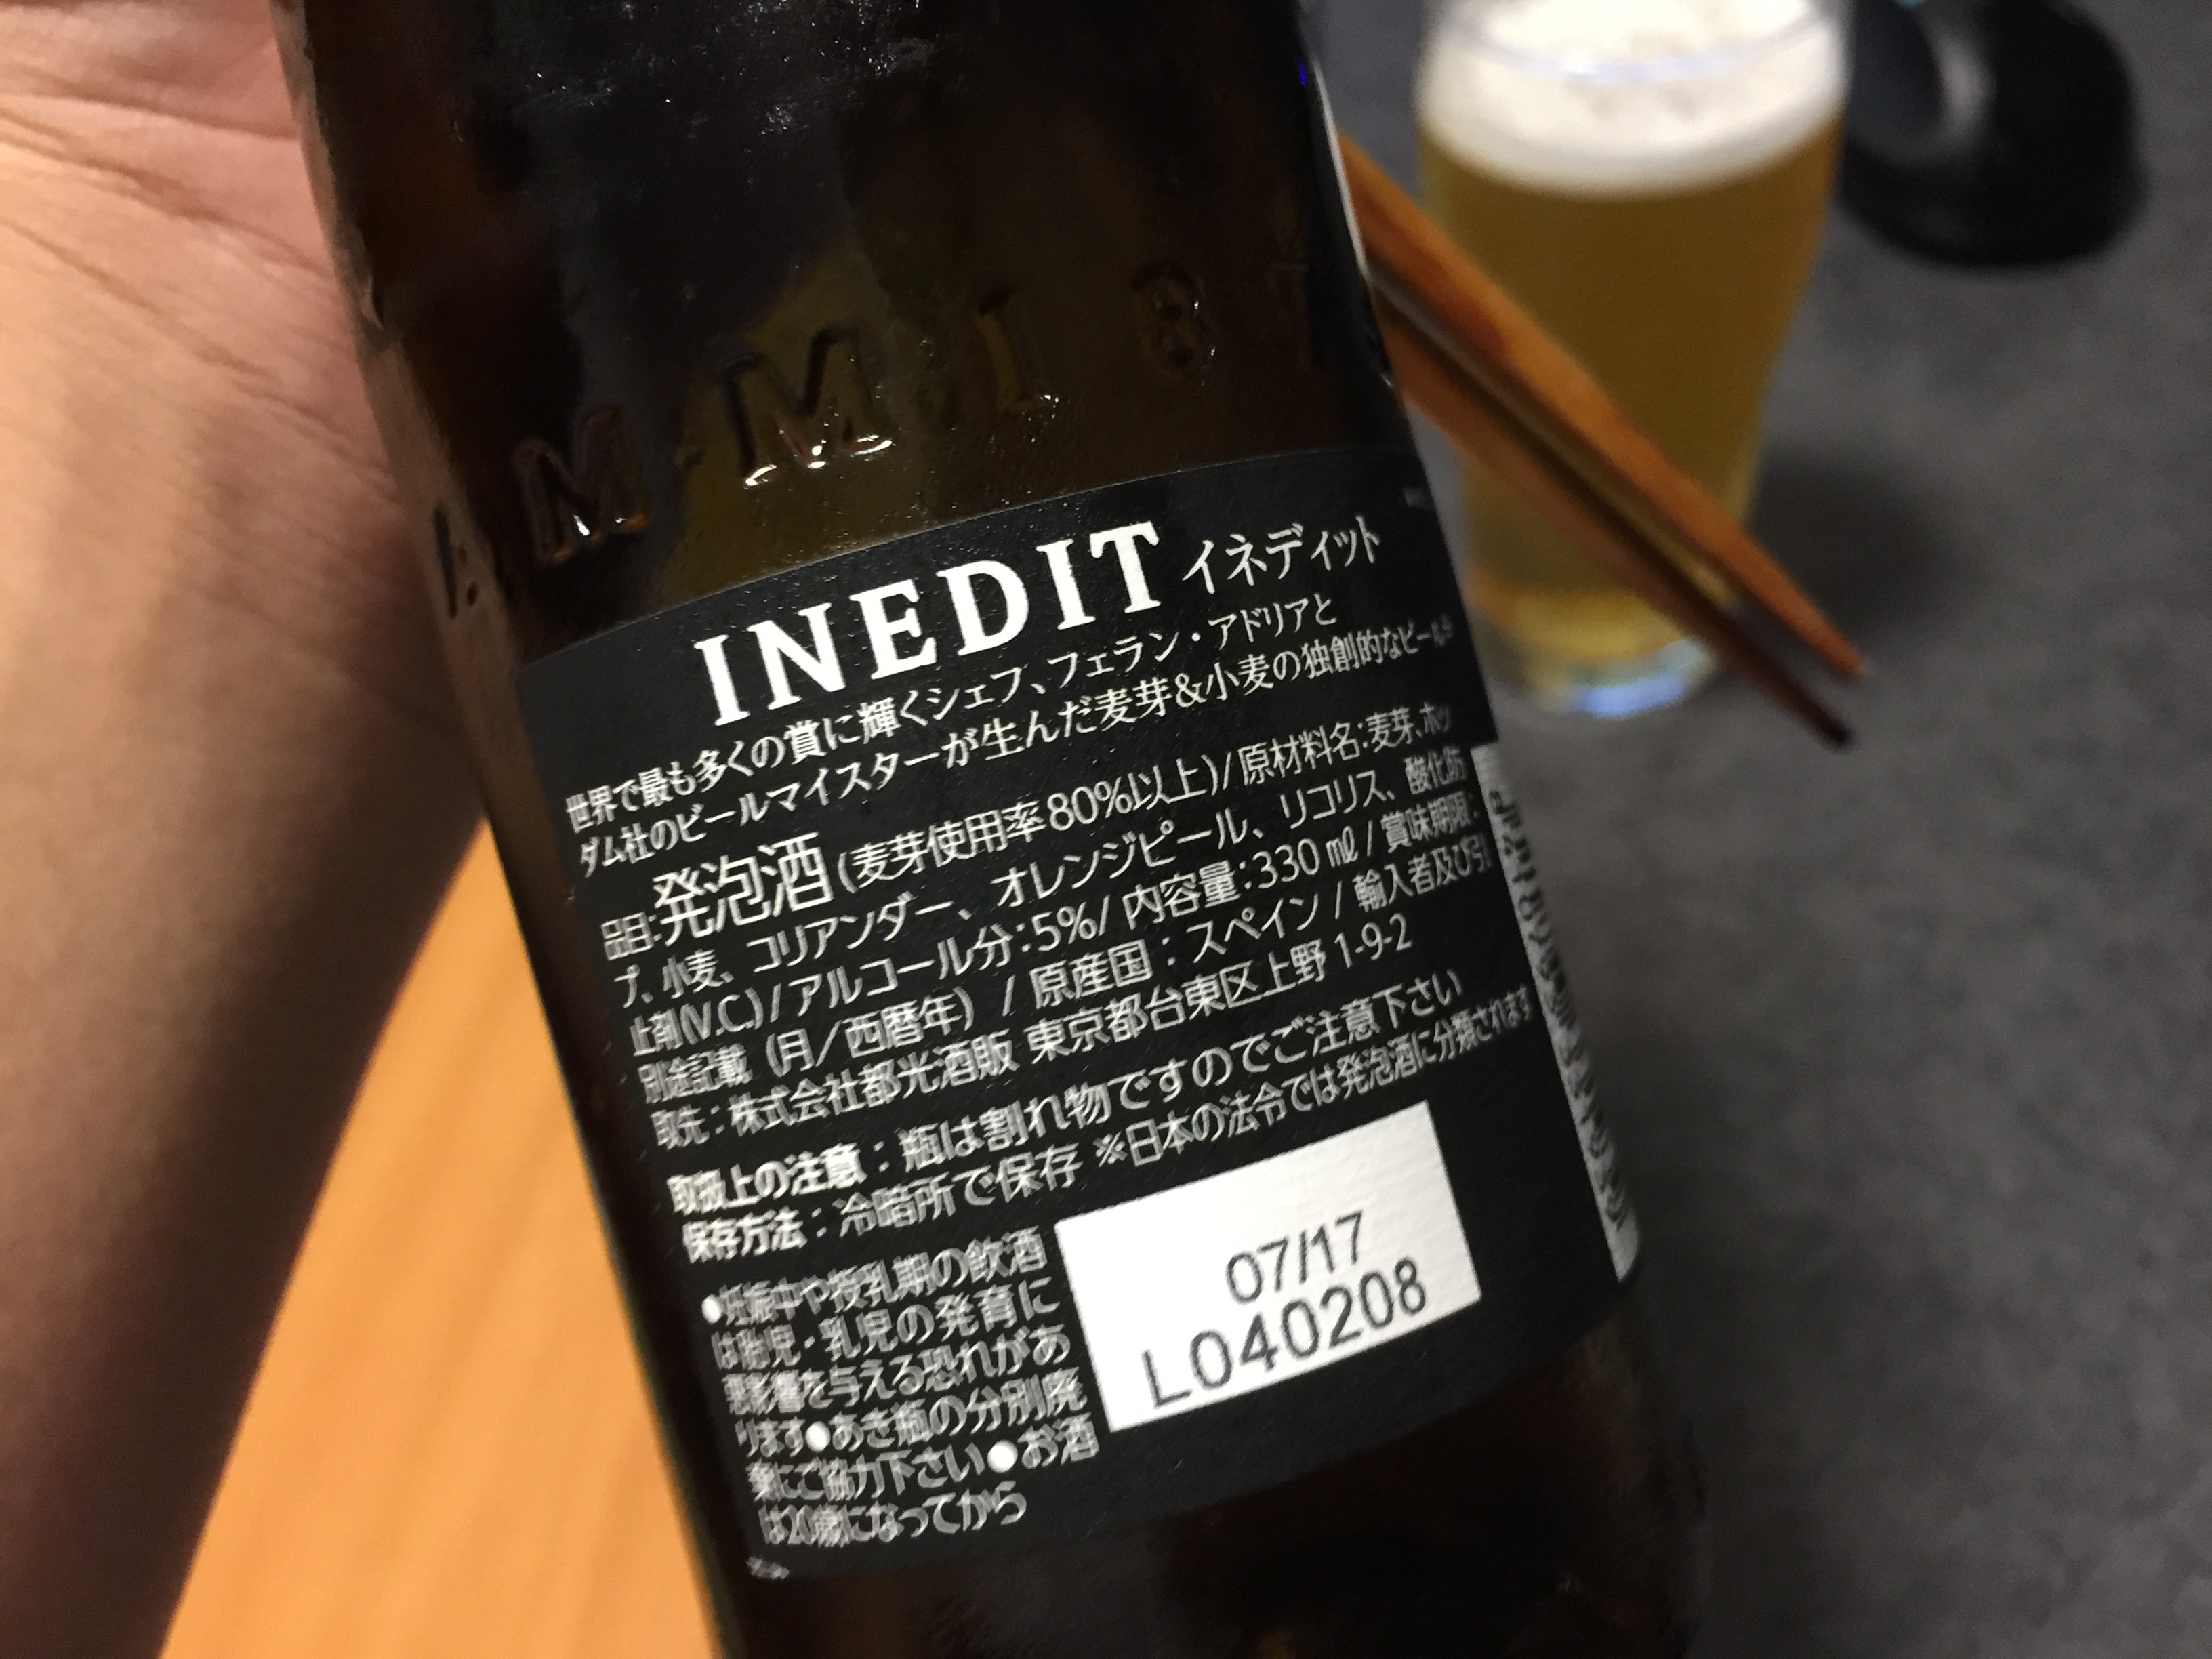 MM18
INEDIT イネディット
世界で最も多くの賞に輝くシェフ、フェラン・アドリアと
ダム社のビールマイスターが生んだ麦芽&小麦の独創的なビール
品目:発泡酒(麦芽使用率80%以上)/原材料名:麦芽、ホッ
プ、小麦、コリアンダー、オレンジピール、リコリス、酸化防
止剤(V.C.)/アルコール分:5%/内容量:330㎖/賞味期限:
別途記載(月/西暦年)/原産国:スペイン/輸入者及び引
取先:株式会社都光酒販 東京都台東区上野1-9-2
取扱上の注意:瓶は割れ物ですのでご注意下さい
保存方法:冷暗所で保存 ※日本の法令では発泡酒に分類されます
●妊娠中や授乳期の飲酒
は胎児・乳児の発育に
悪影響を与える恐れがあ
ります●あき瓶の分別廃
棄にご協力下さい●お酒
は20歳になってから
07/17
L040208